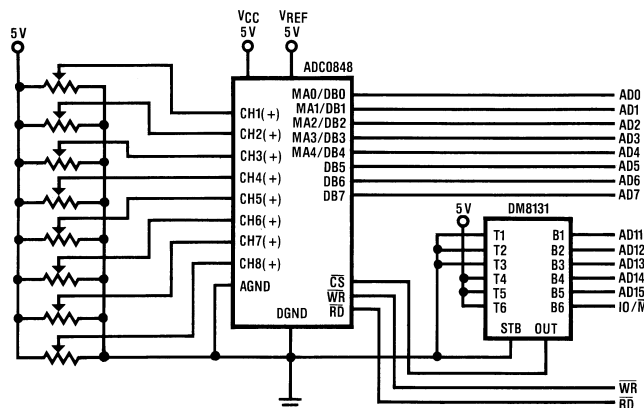 5V
VCC
5V
VREF
5V
ADC0848
CH1(+)
CH2(+)
CH3(+)
CH4(+)
CH5(+)
CH6(+)
CH7(+)
CH8(+)
AGND
DGND
MA0/DB0
MA1/DB1
MA2/DB2
MA3/DB3
MA4/DB4
DB5
DB6
DB7
CS
WR
RD
AD0
AD1
AD2
AD3
AD4
AD5
AD6
AD7
5V
DM8131
T1
T2
T3
T4
T5
T6
B1
B2
B3
B4
B5
B6
STB OUT
AD11
AD12
AD13
AD14
AD15
IO/M
WR
RD